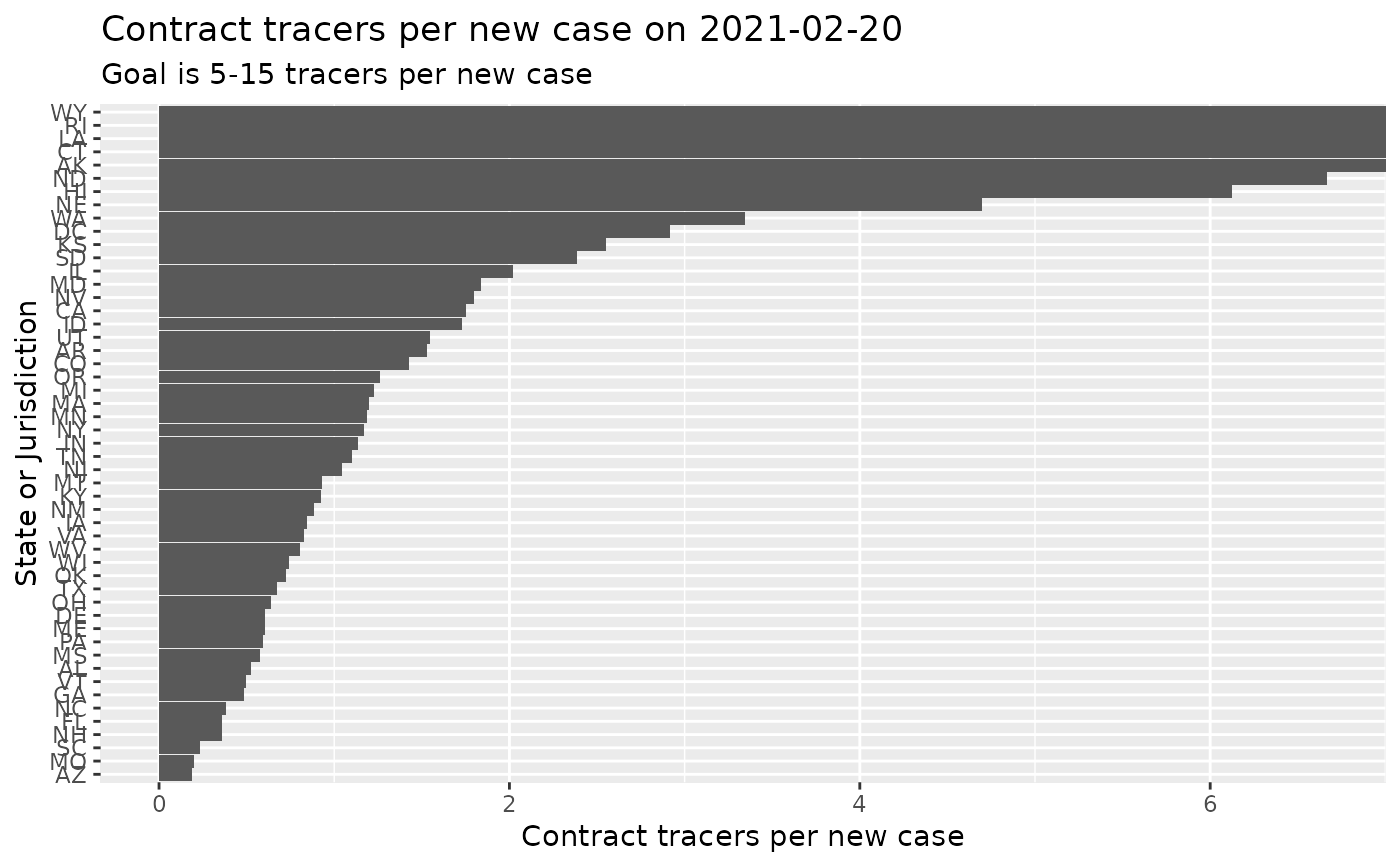 Contract tracers per new case on 2021-02-20
Goal is 5-15 tracers per new case
State or Jurisdiction
WY
RI
LA
CT
AK
ND
HI
NE
WA
DC
KS
SD
IL
MD
NV
CA
ID
UT
AR
CO
OR
MI
MA
MN
NY
IN
TN
NJ
MT
KY
NM
IA
VA
WV
WI
OK
TX
OH
DE
ME
PA
MS
AL
VT
GA
NC
FL
NH
SC
MO
AZ
0 2 4 6
Contract tracers per new case